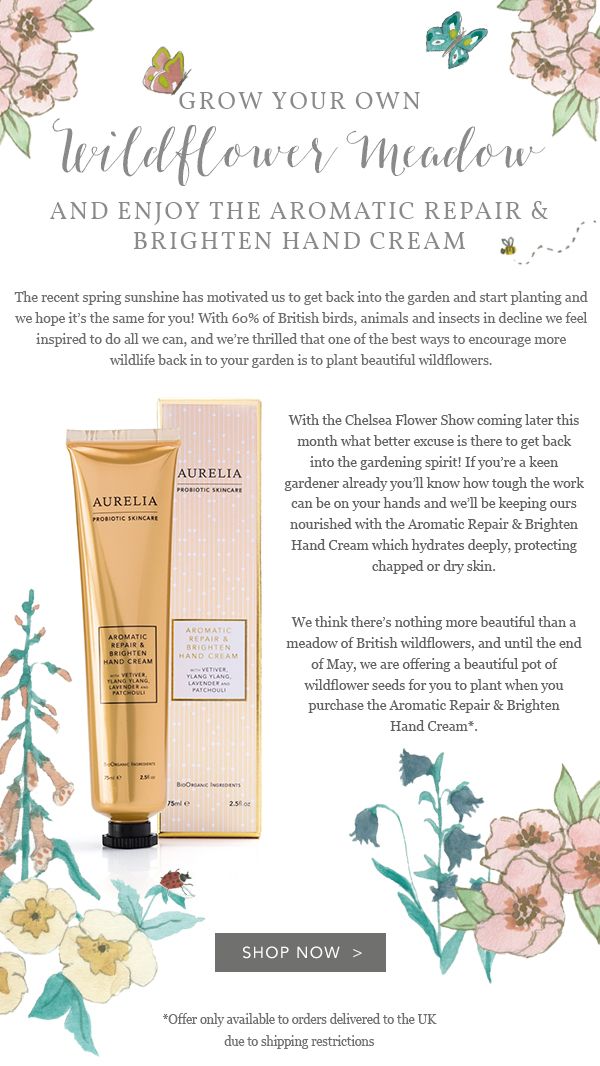 GROW YOUR OWN
Wildflower Meadow
AND ENJOY THE AROMATIC REPAIR &
BRIGHTEN HAND CREAM
The recent spring sunshine has motivated us to get back into the garden and start planting and
we hope it's the same for you! With 60% of British birds, animals and insects in decline we feel
inspired to do all we can, and we're thrilled that one of the best ways to encourage more
wildlife back in to your garden is to plant beautiful wildflowers.
AURELIA
PROBIOTIC SKINCARE
AROMATIC
REPAIR &
BRIGHTEN
HAND CREAM
WITH VETIVER,
YLANG YLANG,
LAVENDER AND
PATCHOULI
BIOORGANIC INGREDIENTS
75ml e 2.5fl.oz
AURELIA
PROBIOTIC SKINCARE
AROMATIC
REPAIR &
BRIGHTEN
HAND CREAM
WITH VETIVER,
YLANG YLANG,
LAVENDER AND
PATCHOULI
BIOORGANIC INGREDIENTS
75ml e 2.5fl.oz
With the Chelsea Flower Show coming later this
month what better excuse is there to get back
into the gardening spirit! If you're a keen
gardener already you'll know how tough the work
can be on your hands and we'll be keeping ours
nourished with the Aromatic Repair & Brighten
Hand Cream which hydrates deeply, protecting
chapped or dry skin.
We think there's nothing more beautiful than a
meadow of British wildflowers, and until the end
of May, we are offering a beautiful pot of
wildflower seeds for you to plant when you
purchase the Aromatic Repair & Brighten
Hand Cream*.
SHOP NOW >
*Offer only available to orders delivered to the UK
due to shipping restrictions